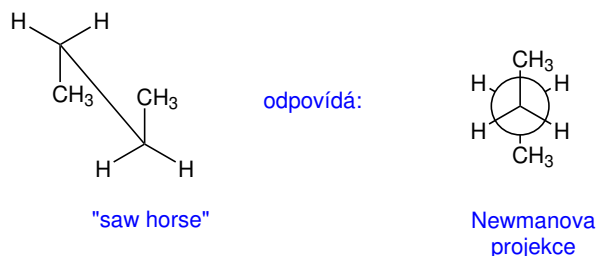 H H
CH3
CH3
H H
odpovídá:
CH3
H H
H H
CH3
"saw horse"
Newmanova
projekce